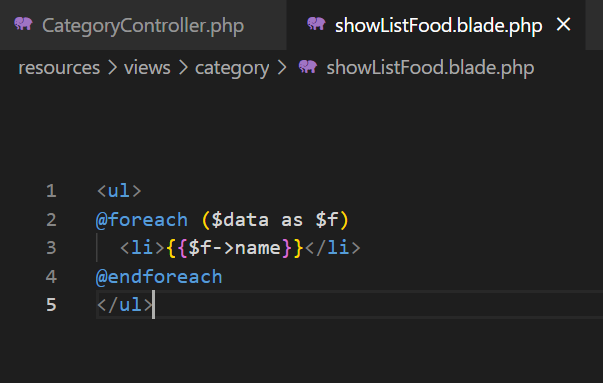 CategoryController.php showListFood.blade.php
resources > views > category > showListFood.blade.php
1 <ul>
2 @foreach ($data as $f)
3 <li>{{$f->name}}</li>
4 @endforeach
5 </ul>